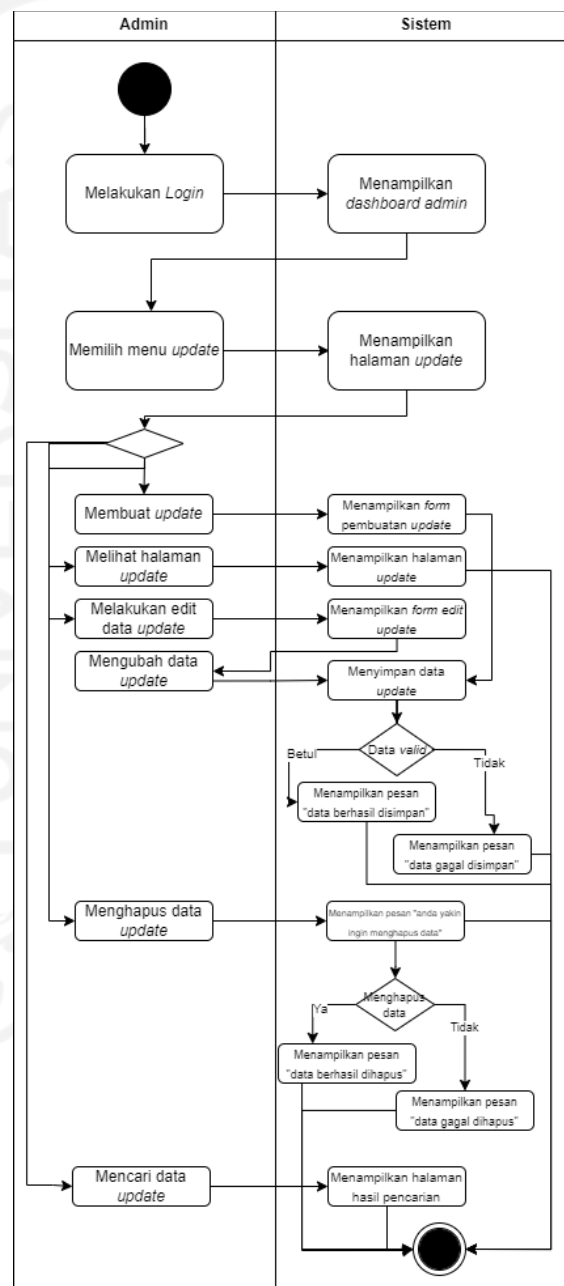 Admin
Sistem
Melakukan Login
Menampilkan
dashboard admin
Memilih menu update
Menampilkan
halaman update
Membuat update
Menampilkan form
pembuatan update
Melihat halaman
update
Menampilkan halaman
update
Melakukan edit
data update
Menampilkan form edit
update
Mengubah data
update
Menyimpan data
update
Data valid
Betul
Tidak
Menampilkan pesan
"data berhasil disimpan"
Menampilkan pesan
"data gagal disimpan"
Menghapus data
update
Menampilkan pesan "anda yakin
ingin menghapus data"
Menghapus
data
Ya
Tidak
Menampilkan pesan
"data berhasil dihapus"
Menampilkan pesan
"data gagal dihapus"
Mencari data
update
Menampilkan halaman
hasil pencarian